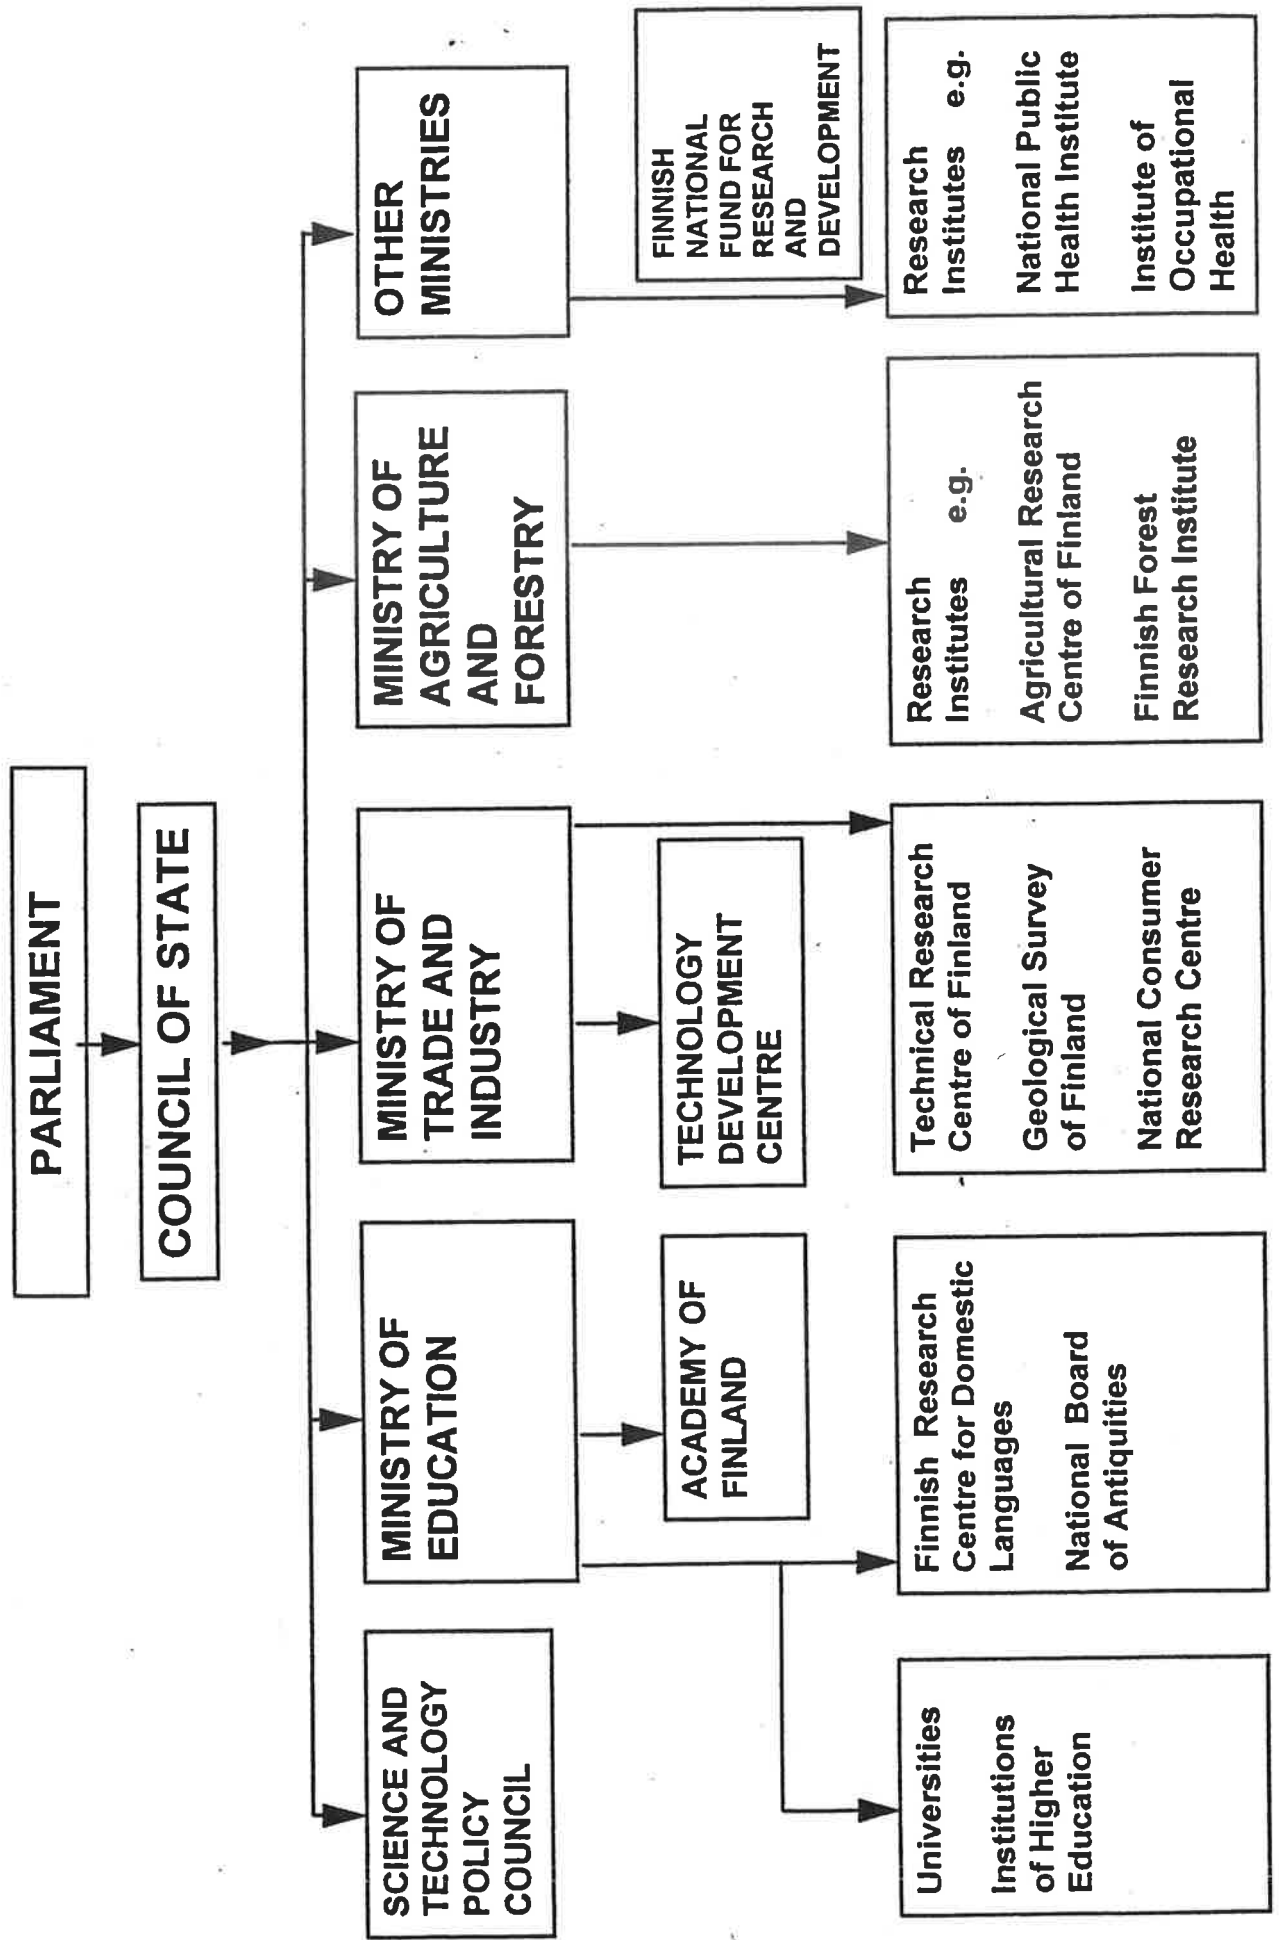 PARLIAMENT
COUNCIL OF STATE
SCIENCE AND
TECHNOLOGY
POLICY
COUNCIL
MINISTRY OF
EDUCATION
MINISTRY OF
TRADE AND
INDUSTRY
MINISTRY OF
AGRICULTURE
AND
FORESTRY
OTHER
MINISTRIES
ACADEMY OF
FINLAND
TECHNOLOGY
DEVELOPMENT
CENTRE
FINNISH
NATIONAL
FUND FOR
RESEARCH
AND
DEVELOPMENT
Universities
Institutions
of Higher
Education
Finnish Research
Centre for Domestic
Languages
National Board
of Antiquities
Technical Research
Centre of Finland
Geological Survey
of Finland
National Consumer
Research Centre
Research
Institutes e.g.
Agricultural Research
Centre of Finland
Finnish Forest
Research Institute
Research
Institutes e.g.
National Public
Health Institute
Institute of
Occupational
Health